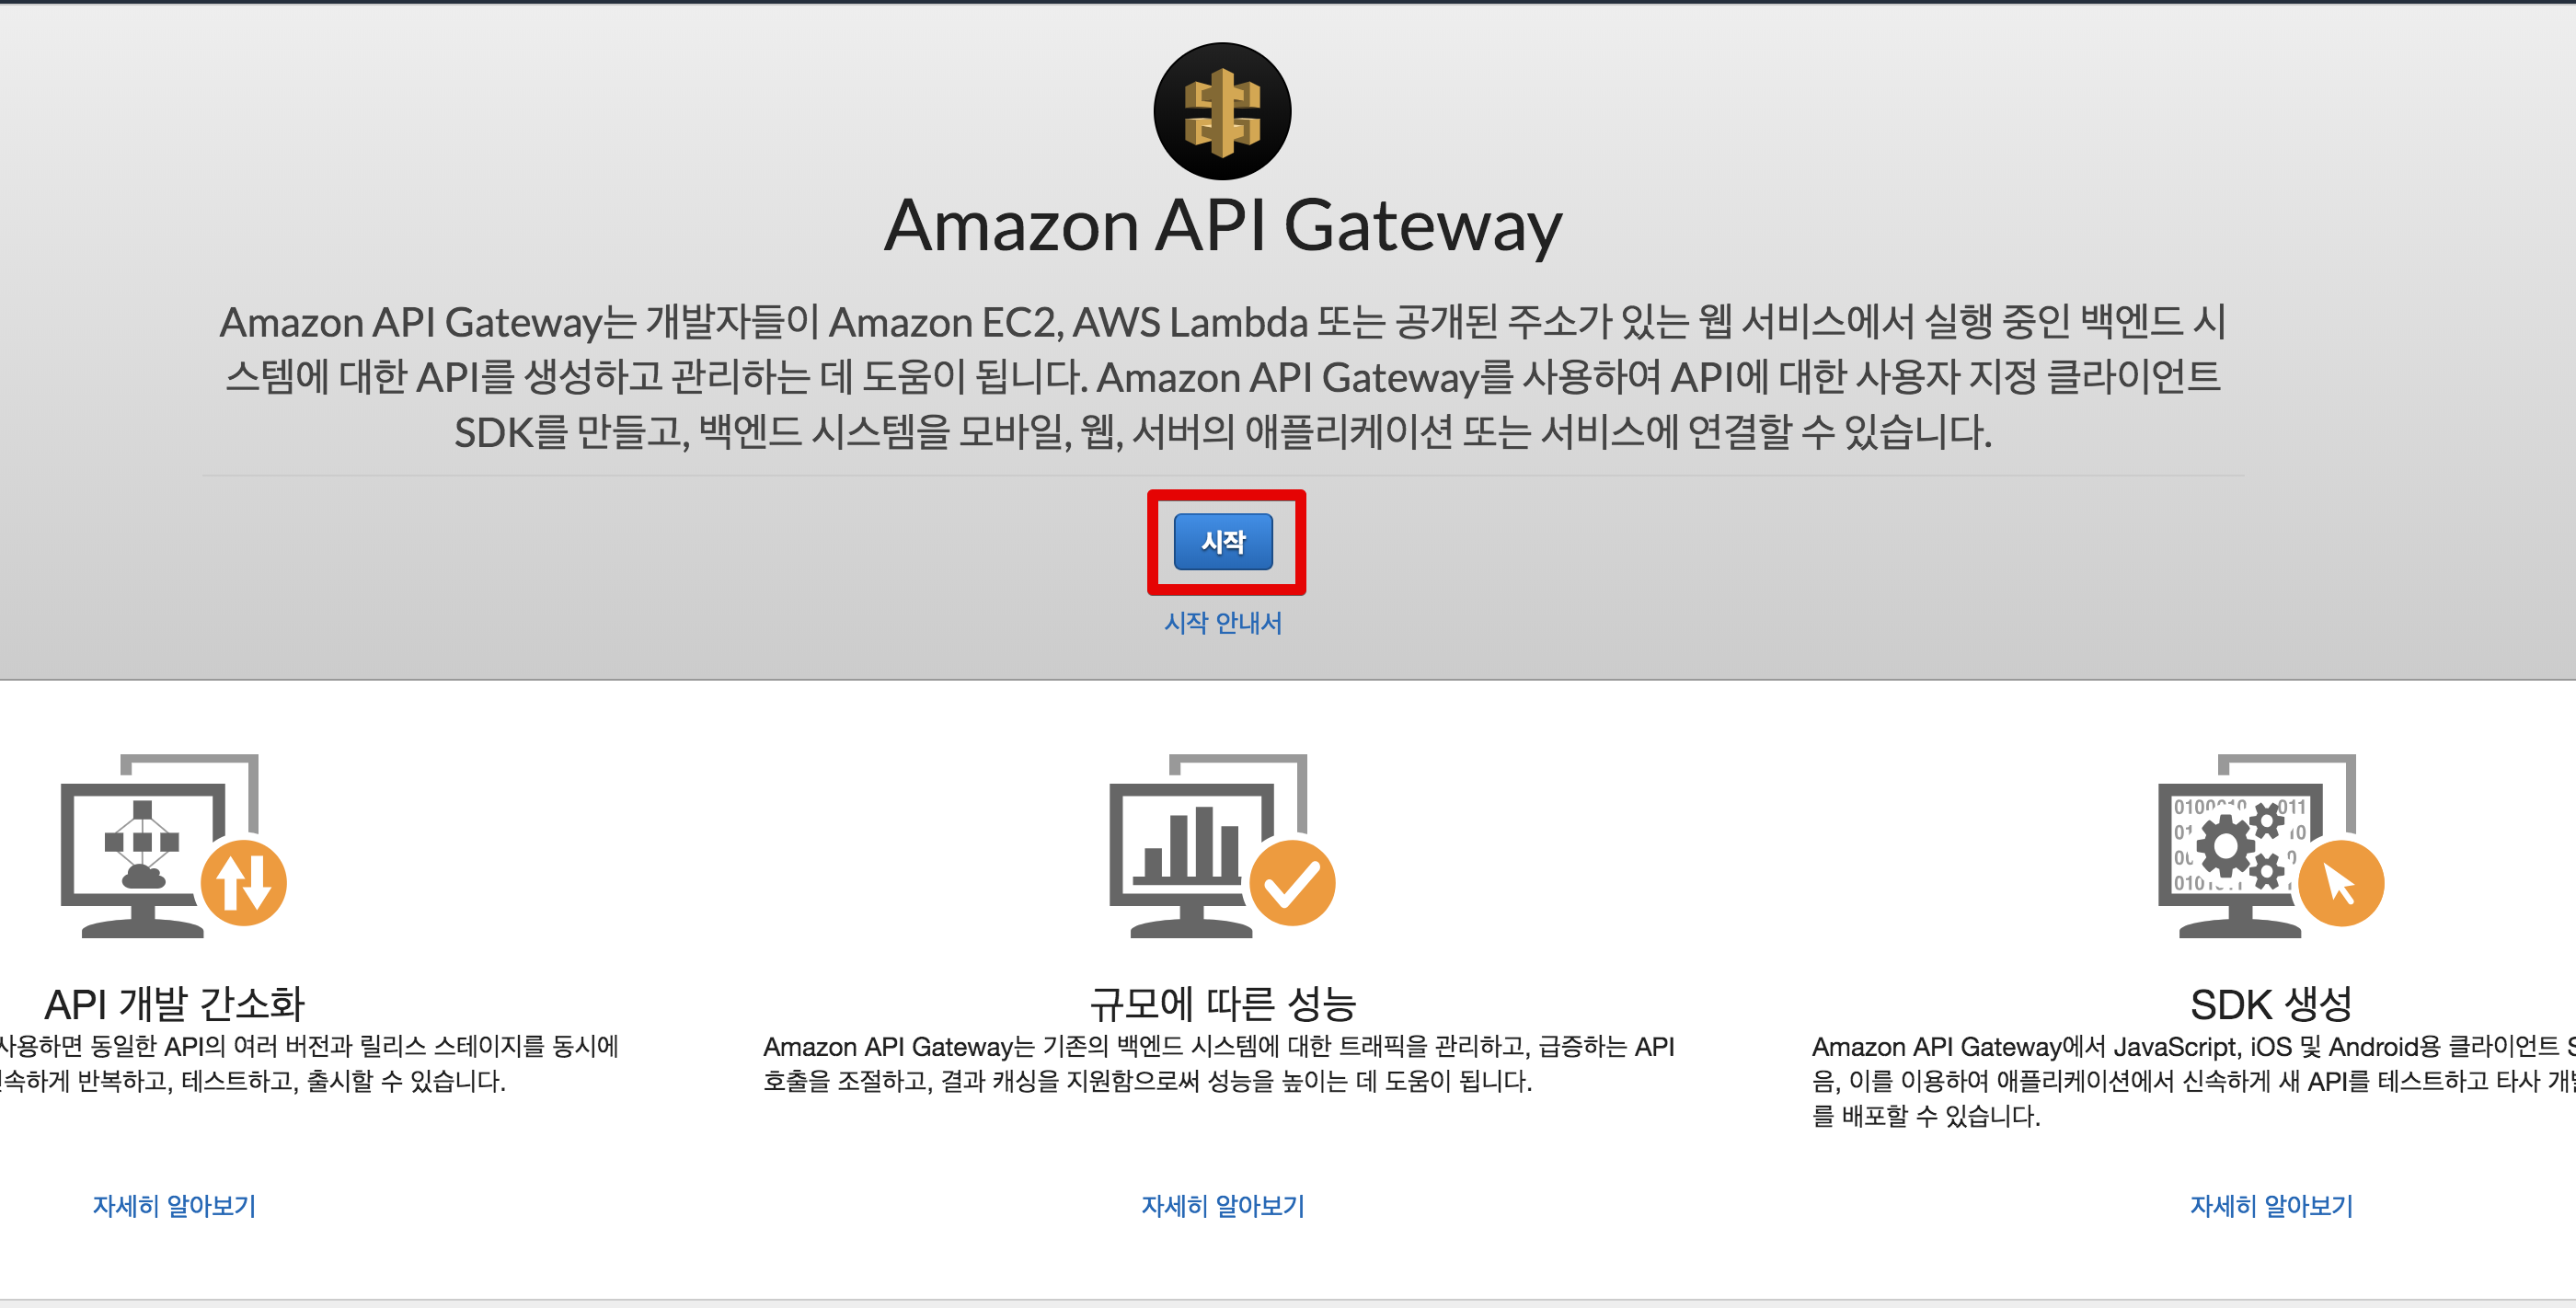 Amazon API Gateway
Amazon API Gateway는 개발자들이 Amazon EC2, AWS Lambda 또는 공개된 주소가 있는 웹 서비스에서 실행 중인 백엔드 시
스템에 대한 API를 생성하고 관리하는 데 도움이 됩니다. Amazon API Gateway를 사용하여 API에 대한 사용자 지정 클라이언트
SDK를 만들고, 백엔드 시스템을 모바일, 웹, 서버의 애플리케이션 또는 서비스에 연결할 수 있습니다.
시작
시작 안내서
API 개발 간소화
사용하면 동일한 API의 여러 버전과 릴리스 스테이지를 동시에
속하게 반복하고, 테스트하고, 출시할 수 있습니다.
자세히 알아보기
규모에 따른 성능
Amazon API Gateway는 기존의 백엔드 시스템에 대한 트래픽을 관리하고, 급증하는 API
호출을 조절하고, 결과 캐싱을 지원함으로써 성능을 높이는 데 도움이 됩니다.
자세히 알아보기
SDK 생성
Amazon API Gateway에서 JavaScript, iOS 및 Android용 클라이언트
음, 이를 이용하여 애플리케이션에서 신속하게 새 API를 테스트하고 타사
를 배포할 수 있습니다.
자세히 알아보기